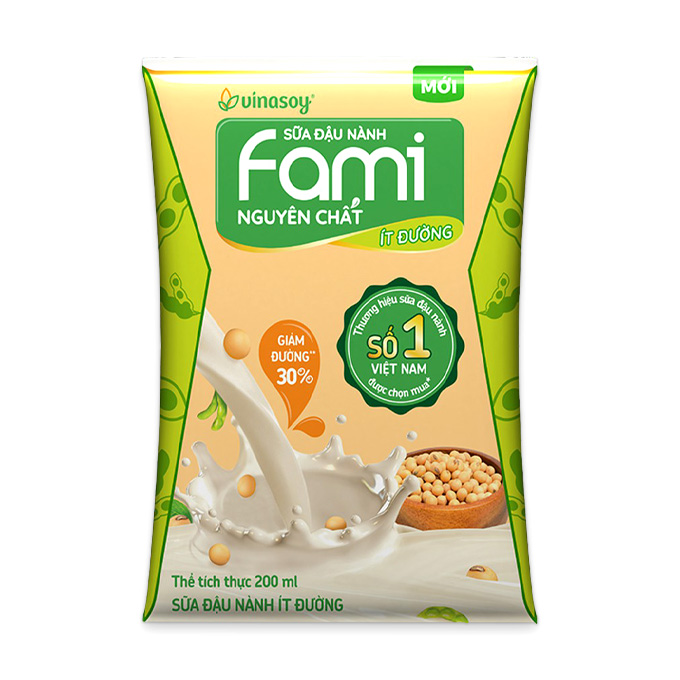 MỚI
vinasoy®
SỮA ĐẬU NÀNH
Fami
NGUYÊN CHẤT
ÍT ĐƯỜNG
Thương hiệu sữa đậu nành
SỐ 1
VIỆT NAM
được chọn mua*
GIẢM
ĐƯỜNG**
30%
Thể tích thực 200 ml
SỮA ĐẬU NÀNH ÍT ĐƯỜNG